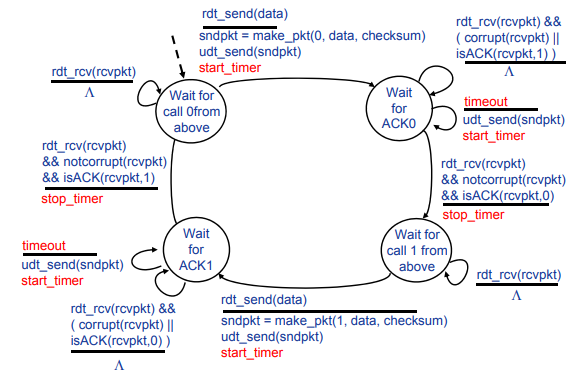 rdt_send(data)
sndpkt = make_pkt(0, data, checksum)
udt_send(sndpkt)
start_timer
rdt_rcv(rcvpkt) &&
( corrupt(rcvpkt) ||
isACK(rcvpkt,1) )
Λ
rdt_rcv(rcvpkt)
Λ
Wait for
call 0from
above
Wait
for
ACK0
timeout
udt_send(sndpkt)
start_timer
rdt_rcv(rcvpkt)
&& notcorrupt(rcvpkt)
&& isACK(rcvpkt,1)
stop_timer
rdt_rcv(rcvpkt)
&& notcorrupt(rcvpkt)
&& isACK(rcvpkt,0)
stop_timer
timeout
udt_send(sndpkt)
start_timer
Wait
for
ACK1
Wait for
call 1 from
above
rdt_rcv(rcvpkt)
Λ
rdt_rcv(rcvpkt) &&
( corrupt(rcvpkt) ||
isACK(rcvpkt,0) )
Λ
rdt_send(data)
sndpkt = make_pkt(1, data, checksum)
udt_send(sndpkt)
start_timer